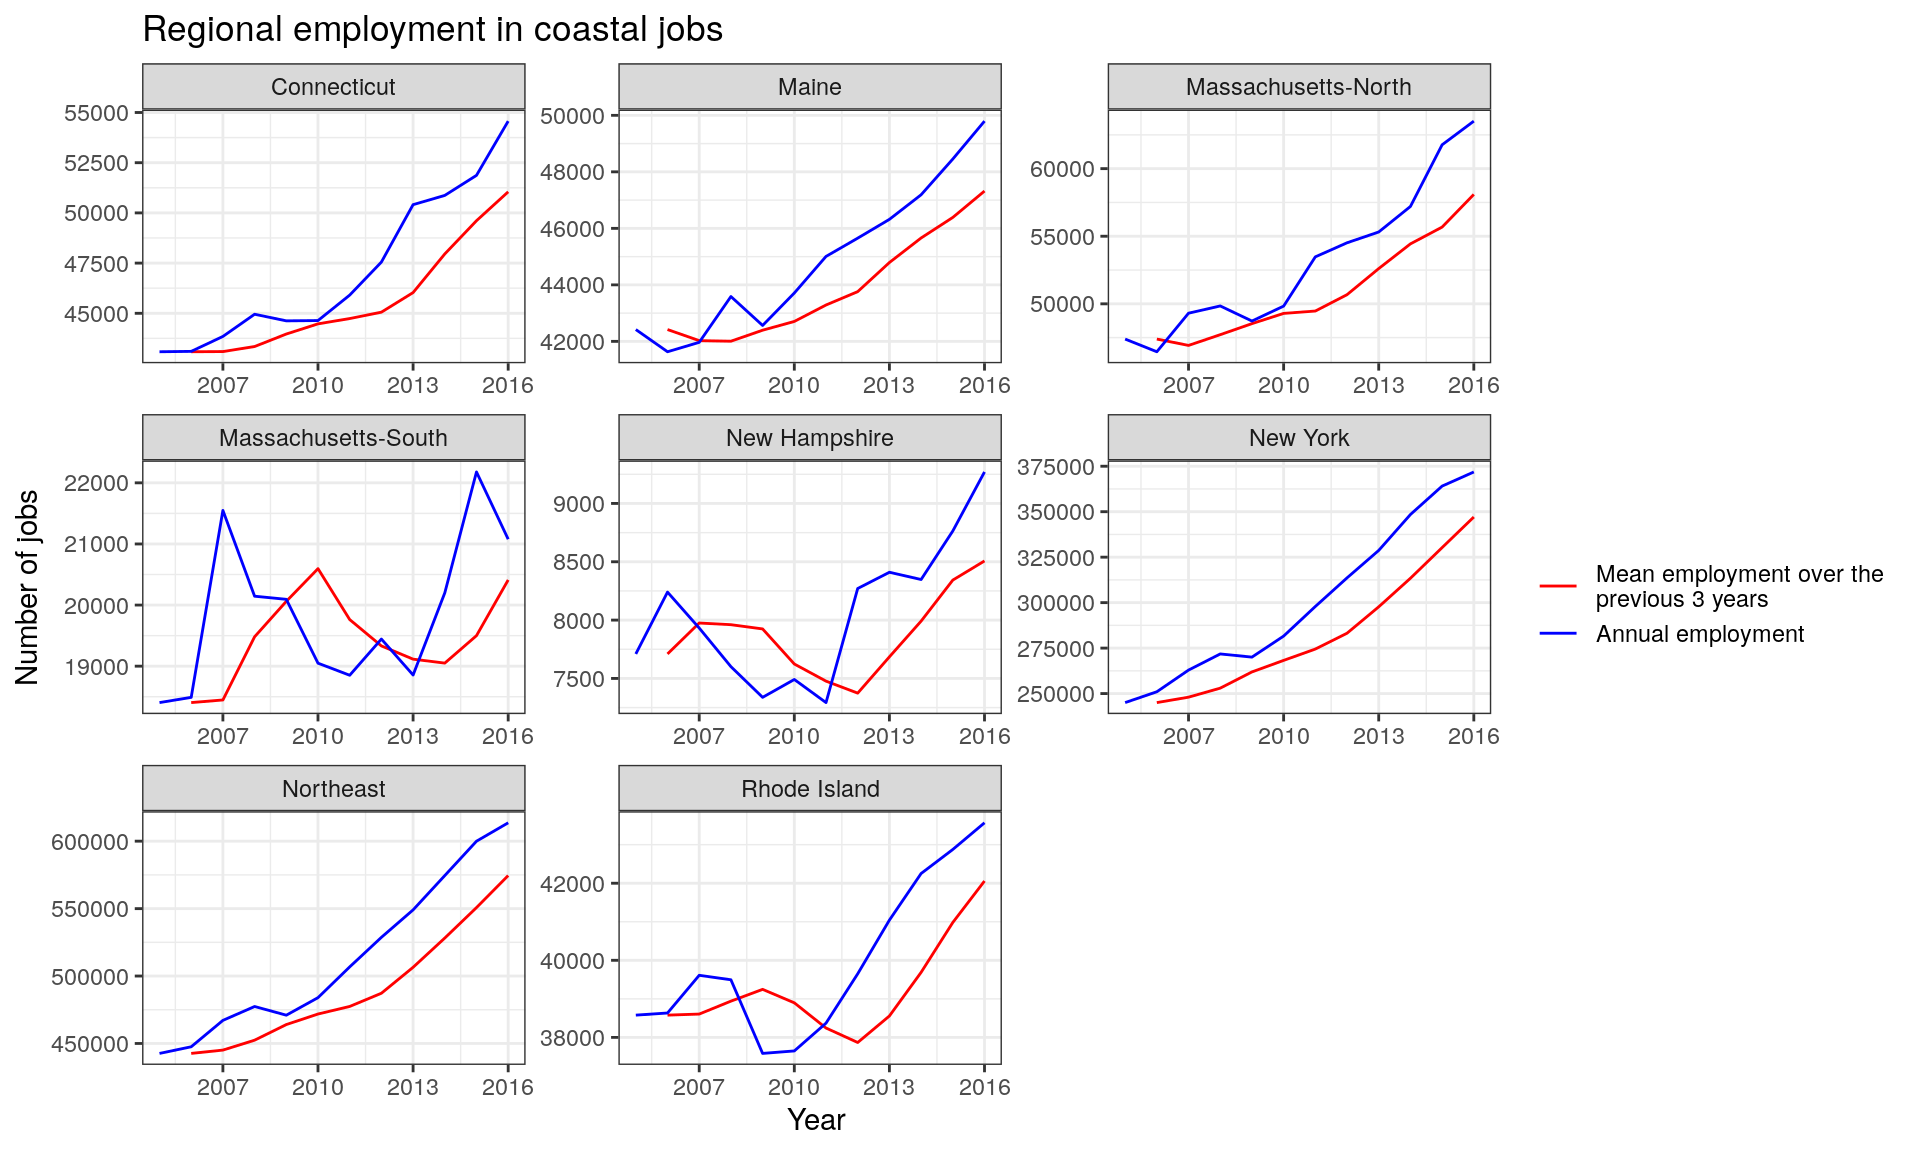 Regional employment in coastal jobs
Connecticut
Maine
Massachusetts-North
55000
52500
50000
47500
45000
50000
48000
46000
44000
42000
60000
55000
50000
2007 2010 2013 2016
2007 2010 2013 2016
2007 2010 2013 2016
Massachusetts-South
New Hampshire
New York
22000
21000
20000
19000
9000
8500
8000
7500
375000
350000
325000
300000
275000
250000
2007 2010 2013 2016
2007 2010 2013 2016
2007 2010 2013 2016
Northeast
Rhode Island
600000
550000
500000
450000
42000
40000
38000
2007 2010 2013 2016
2007 2010 2013 2016
Number of jobs
Year
Mean employment over the
previous 3 years
Annual employment